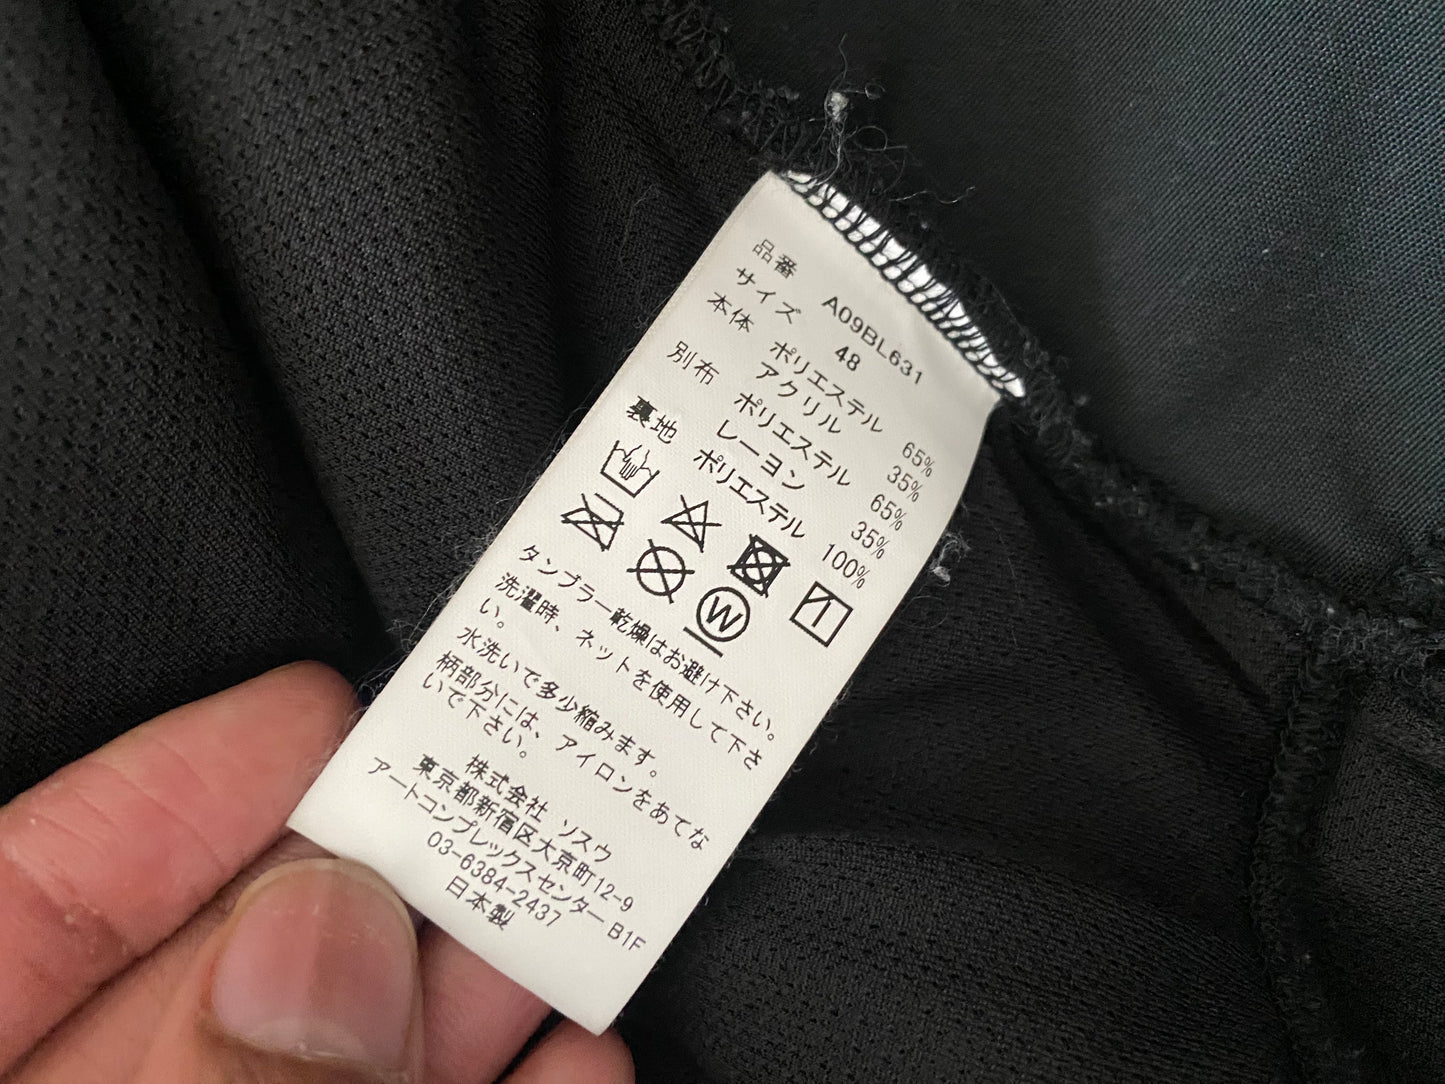 品番 A09BL631
サイズ 48
本体 ポリエステル 65%
アクリル 35%
別布 ポリエステル 65%
レーヨン 35%
裏地 ポリエステル 100%
W
タンブラー乾燥はお避け下さい。
洗濯時、ネットを使用して下さ
い。
水洗いで多少縮みます。
柄部分には、アイロンをあてな
いで下さい。
株式会社 ソスウ
東京都新宿区大京町12-9
アートコンプレックスセンター B1F
03-6384-2437
日本製